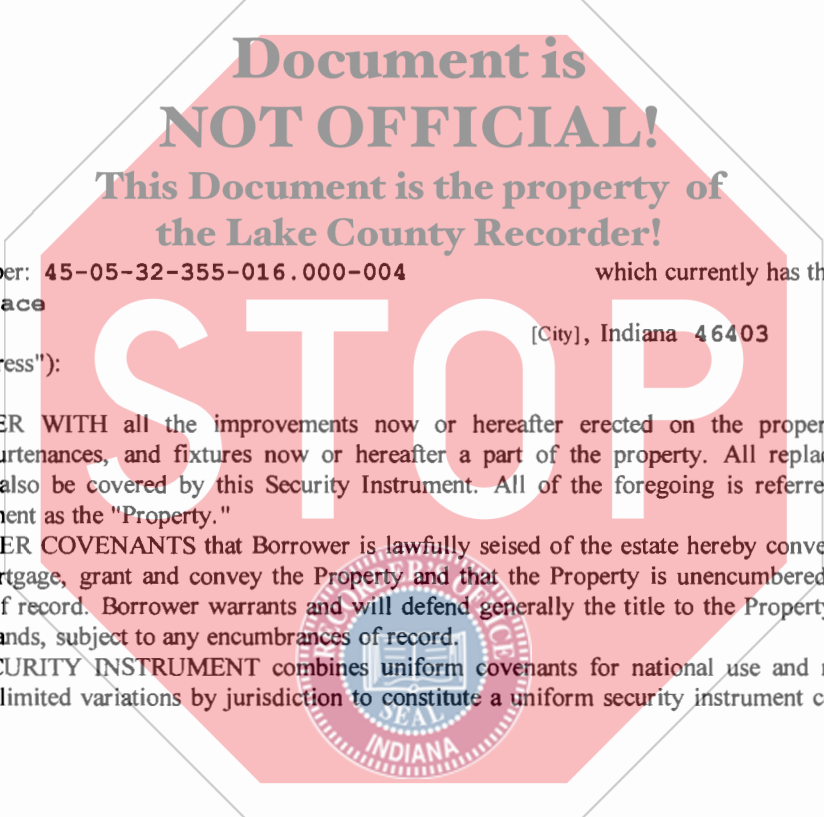 Document is
NOT OFFICIAL!
This Document is the property of
the Lake County Recorder!
ber: 45-05-32-355-016.000-004 which currently has th
ace
[City], Indiana 46403
ress"):
STOP
ER WITH all the improvements now or hereafter erected on the proper
urtenances, and fixtures now or hereafter a part of the property. All replac
also be covered by this Security Instrument. All of the foregoing is referre
nent as the "Property."
ER COVENANTS that Borrower is lawfully seised of the estate hereby conve
rtgage, grant and convey the Property and that the Property is unencumbered
f record. Borrower warrants and will defend generally the title to the Property
ands, subject to any encumbrances of record.
CURITY INSTRUMENT combines uniform covenants for national use and n
limited variations by jurisdiction to constitute a uniform security instrument c
RECORDER'S OFFICE
SEAL
INDIANA